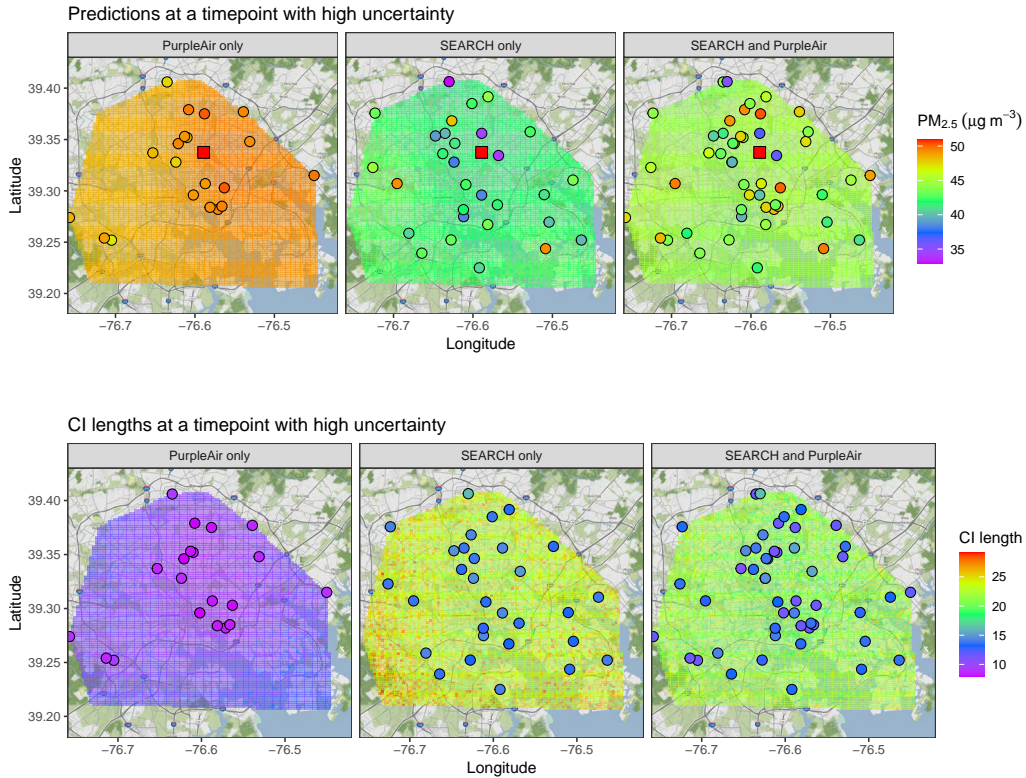 Predictions at a timepoint with high uncertainty
PurpleAir only
SEARCH only
SEARCH and PurpleAir
39.40
39.35
39.30
39.25
39.20
Latitude
−76.7
−76.6
−76.5
−76.7
−76.6
−76.5
−76.7
−76.6
−76.5
Longitude
PM2.5 (μg m−3)
50
45
40
35
CI lengths at a timepoint with high uncertainty
PurpleAir only
SEARCH only
SEARCH and PurpleAir
39.40
39.35
39.30
39.25
39.20
Latitude
−76.7
−76.6
−76.5
−76.7
−76.6
−76.5
−76.7
−76.6
−76.5
Longitude
CI length
25
20
15
10